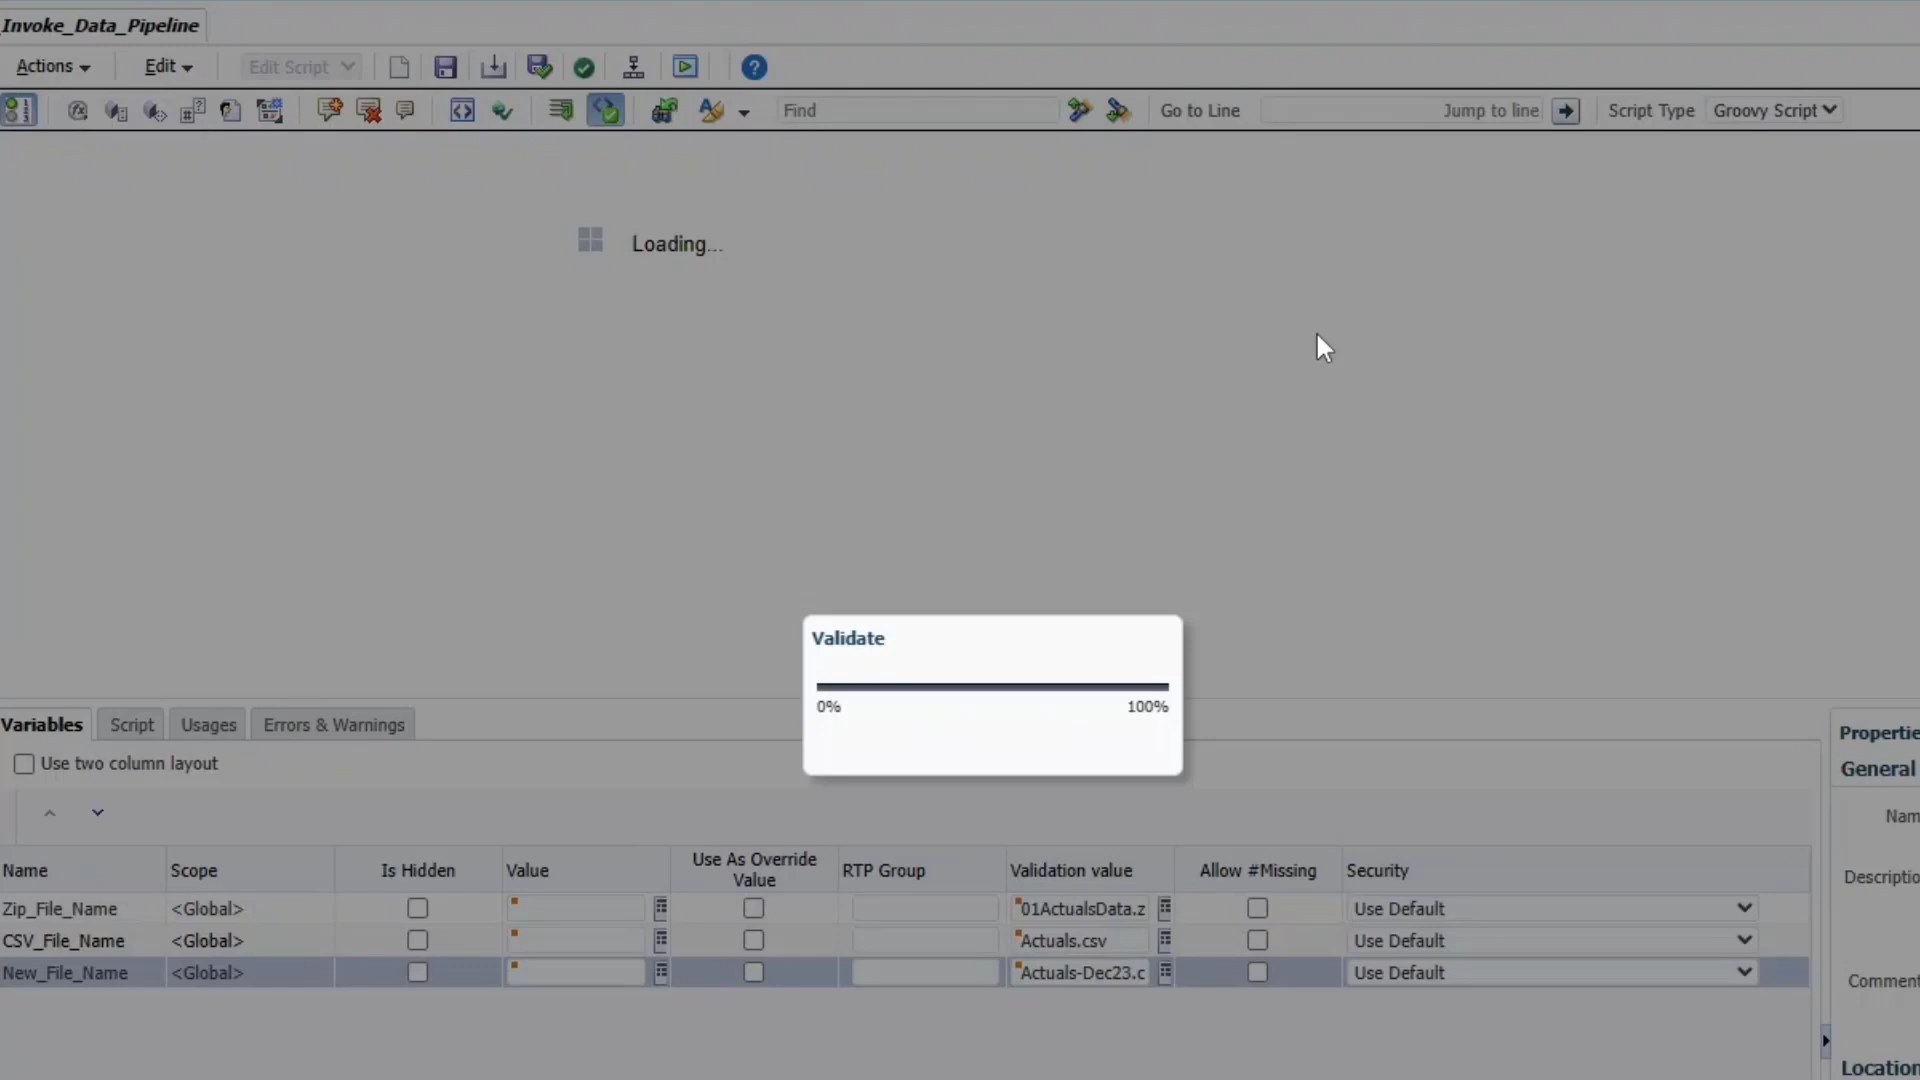 Invoke_Data_Pipeline
Actions Edit Edit Script
Find Go to Line Jump to line Script Type Groovy Script
Loading...
Validate
0% 100%
Variables Script Usages Errors & Warnings
Use two column layout
Name Scope Is Hidden Value Use As Override Value RTP Group Validation value Allow #Missing Security
Zip_File_Name <Global> 01ActualsData.z Use Default
CSV_File_Name <Global> Actuals.csv Use Default
New_File_Name <Global> Actuals-Dec23.c Use Default
Propertie
General
Nam
Descriptio
Comment
Location